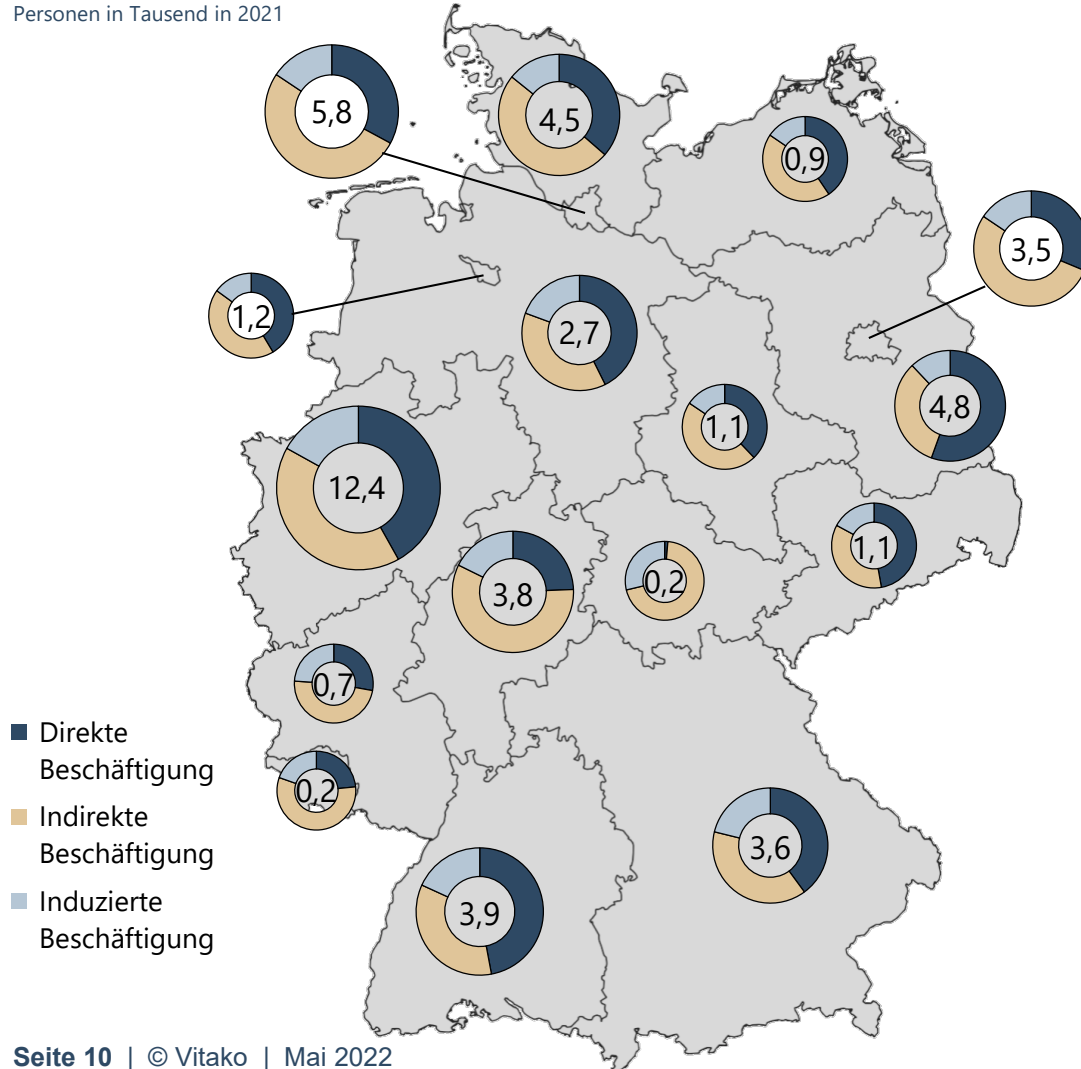 Personen in Tausend in 2021
5,8
4,5
0,9
3,5
1,2
2,7
4,8
1,1
12,4
1,1
3,8
0,2
0,7
0,2
3,6
3,9
Direkte
Beschäftigung
Indirekte
Beschäftigung
Induzierte
Beschäftigung
Seite 10 | © Vitako | Mai 2022